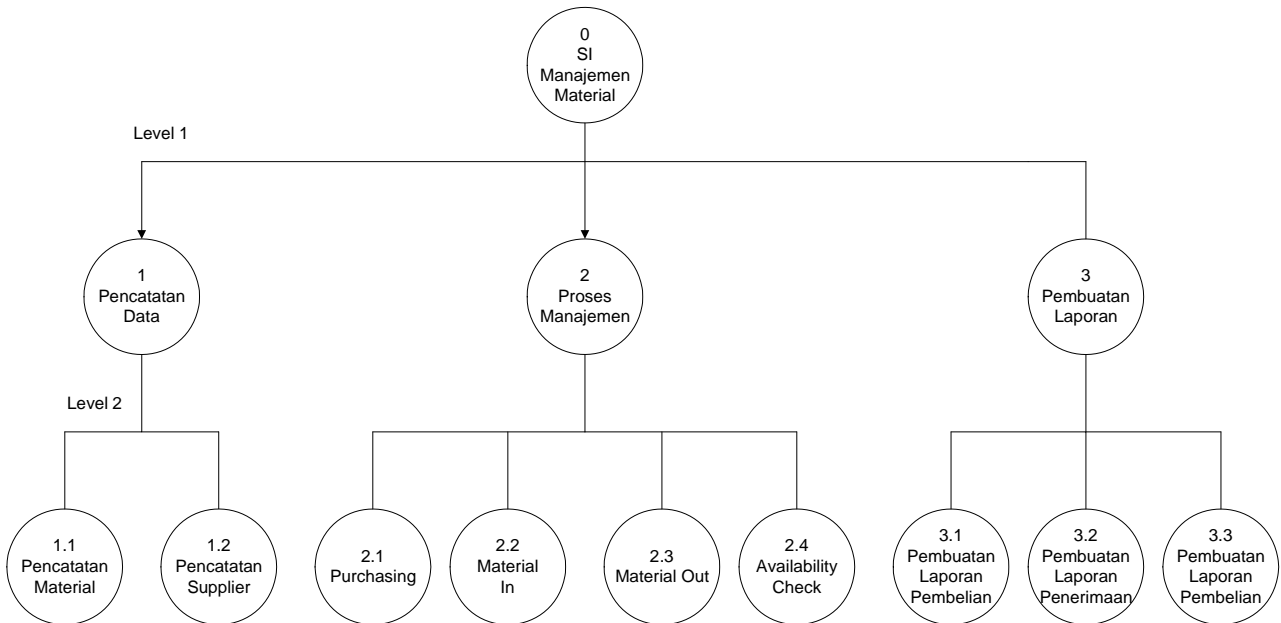 0
SI
Manajemen
Material
Level 1
1
Pencatatan
Data
2
Proses
Manajemen
3
Pembuatan
Laporan
Level 2
1.1
Pencatatan
Material
1.2
Pencatatan
Supplier
2.1
Purchasing
2.2
Material
In
2.3
Material Out
2.4
Availability
Check
3.1
Pembuatan
Laporan
Pembelian
3.2
Pembuatan
Laporan
Penerimaan
3.3
Pembuatan
Laporan
Pembelian